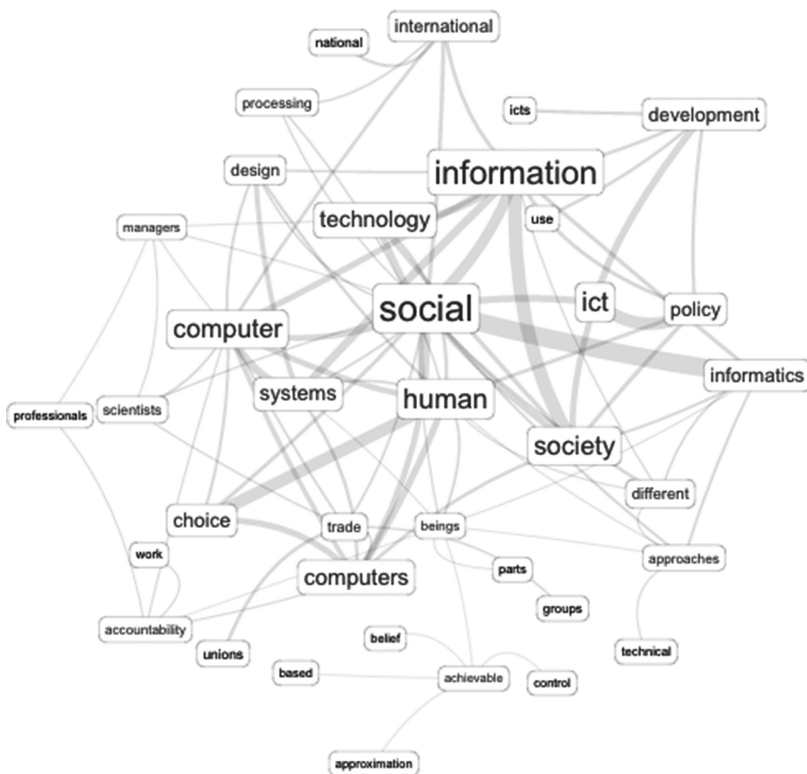 international
national
processing
icts
development
design
information
technology
use
managers
social
ict
policy
computer
informatics
systems
human
professionals
scientists
society
different
choice
trade
beings
work
approaches
computers
parts
groups
accountability
belief
unions
technical
based
achievable
control
approximation